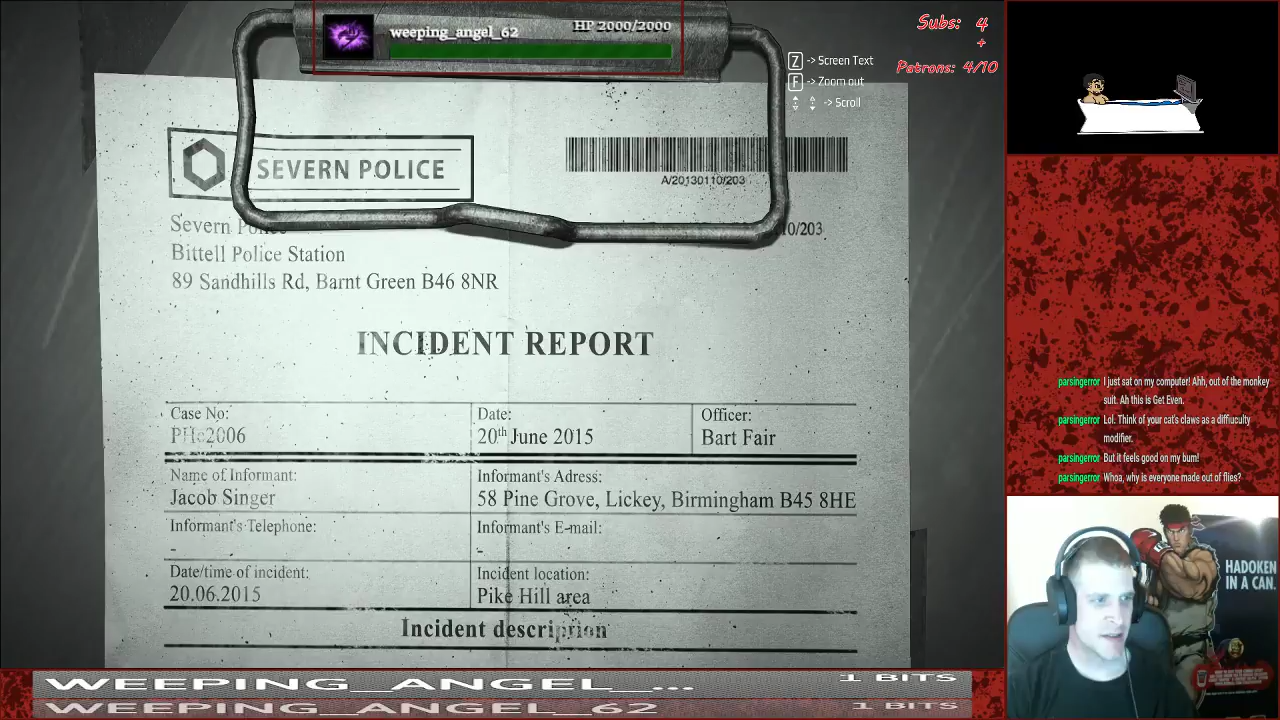 weeping_angel_62
HP 2000/2000
Subs: 4
+
Patrons: 4/10
Z -> Screen Text
F -> Zoom out
-> Scroll
SEVERN POLICE
A/20130110/203
Severn
Bittell Police Station
89 Sandhills Rd, Barnt Green B46 8NR
INCIDENT REPORT
Case No:
Date:
Officer:
2006
20th June 2015
Bart Fair
Name of Informant:
Informant's Adress:
Jacob Singer
58 Pine Grove, Lickey, Birmingham B45 8HE
Informant's Telephone:
Informant's E-mail:
-
-
Date/time of incident:
Incident location:
20.06.2015
Pike Hill area
Incident description
parsingerror I just sat on my computer! Ahh, out of the monkey
suit. Ah this is Get Even.
parsingerror Lol. Think of your cat's claws as a diffiuculty
modifier.
parsingerror But it feels good on my bum!
parsingerror Whoa, why is everyone made out of flies?
HADOKEN
IN A CAN.
WEEPING_ANGEL_... 1 BITS
WEEPING_ANGEL_62 1 BITS